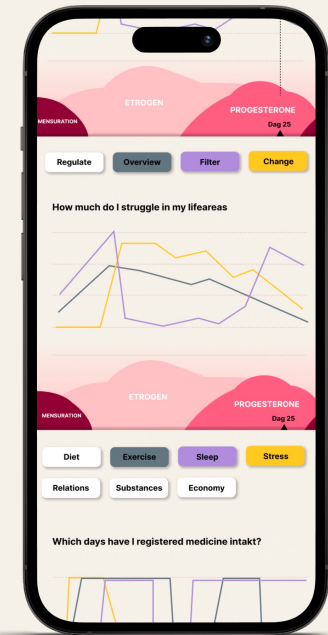 ETROGEN
PROGESTERONE
MENSURATION
Dag 25
Regulate Overview Filter Change
How much do I struggle in my lifeareas
ETROGEN
PROGESTERONE
MENSURATION
Dag 25
Diet Exercise Sleep Stress
Relations Substances Economy
Which days have I registered medicine intakt?